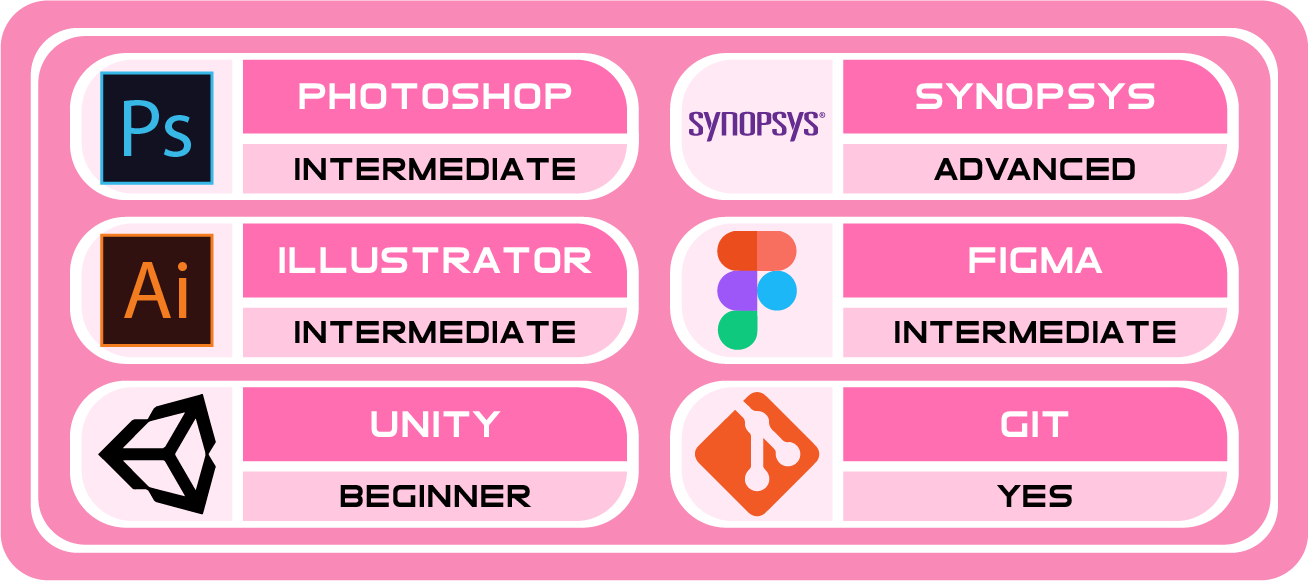 Ps
PHOTOSHOP
INTERMEDIATE
SYNOPSYS®
SYNOPSYS
ADVANCED
Ai
ILLUSTRATOR
INTERMEDIATE
FIGMA
INTERMEDIATE
UNITY
BEGINNER
GIT
YES